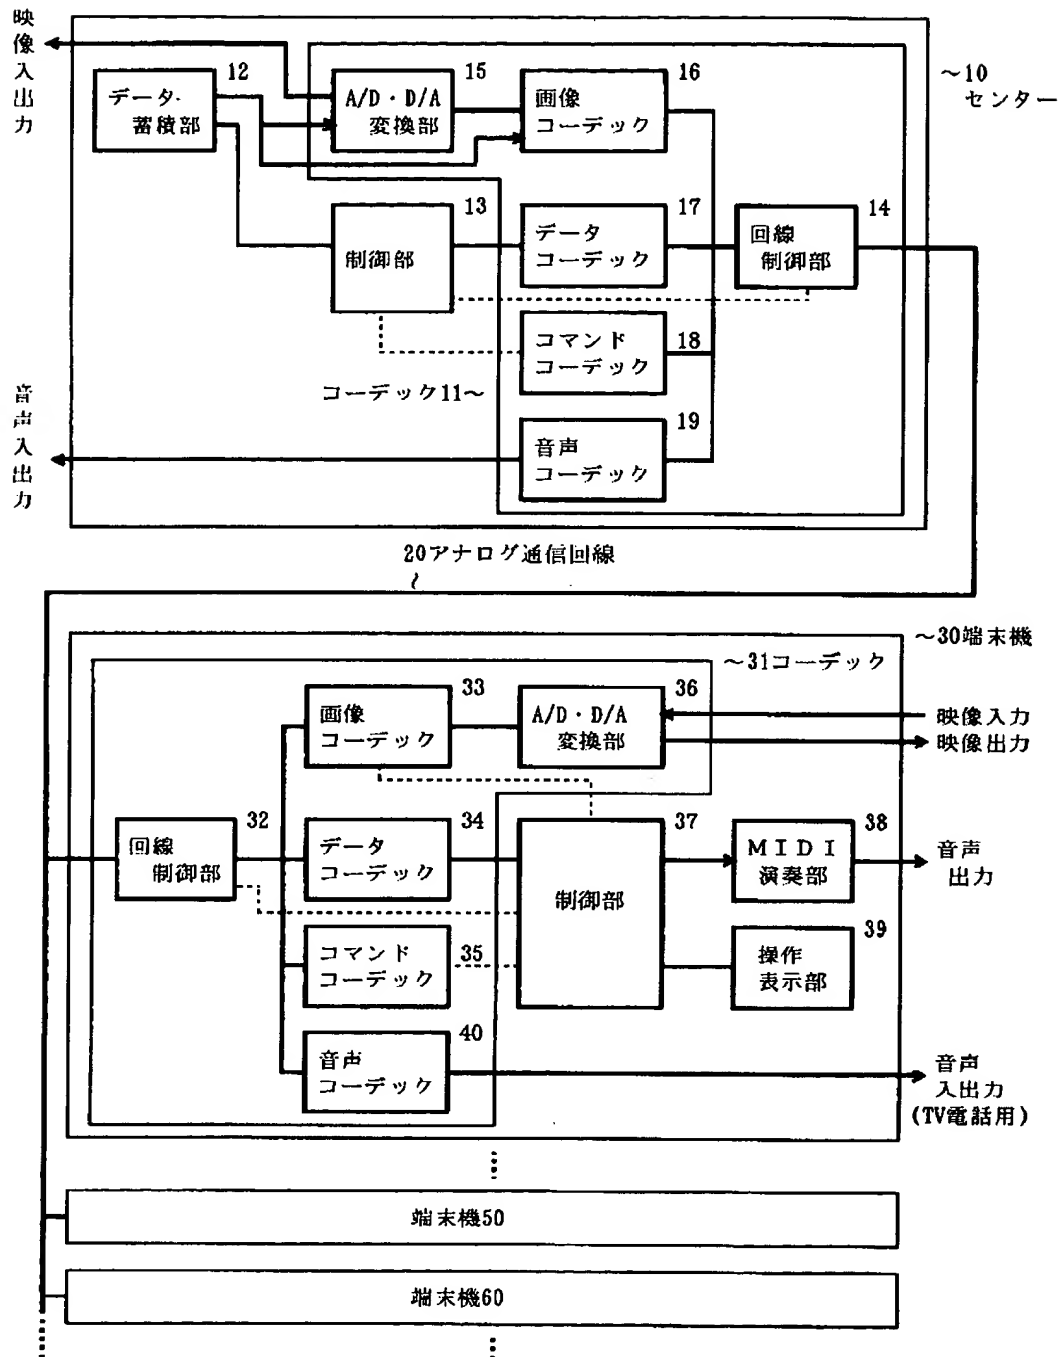 映像入出力
12
データ
蓄積部
15
A/D・D/A
変換部
16
画像
コーデック
~10
センター
13
制御部
17
データ
コーデック
14
回線
制御部
コマンド
コーデック
18
コーデック11~
音声入出力
19
音声
コーデック
20アナログ通信回線
~30端末機
~31コーデック
33
画像
コーデック
36
A/D・D/A
変換部
映像入力
映像出力
32
回線
制御部
34
データ
コーデック
37
制御部
38
MIDI
演奏部
音声
出力
コマンド
コーデック
35
39
操作
表示部
40
音声
コーデック
音声
入出力
(TV電話用)
端末機50
端末機60